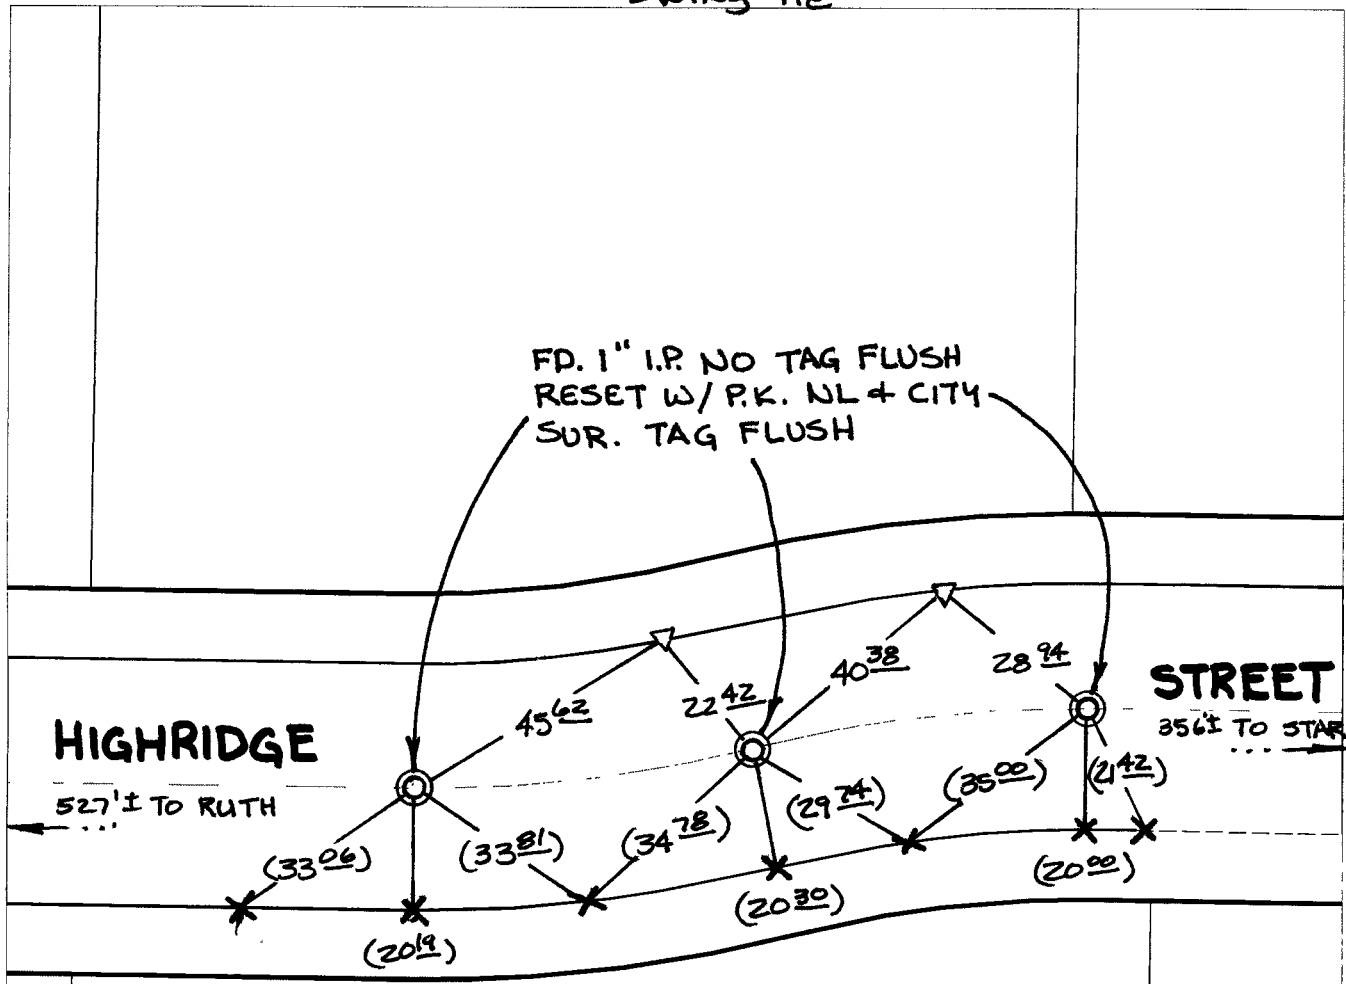 FD. 1" I.P. NO TAG FLUSH
RESET W/ P.K. NL & CITY
SUR. TAG FLUSH
40 38
28 94
45 62
22 42
HIGHRIDGE
STREET
527'± TO RUTH
356'± TO STAR
(33 06)
(33 81)
(34 78)
(29 74)
(35 00)
(21 42)
(20 19)
(20 30)
(20 00)